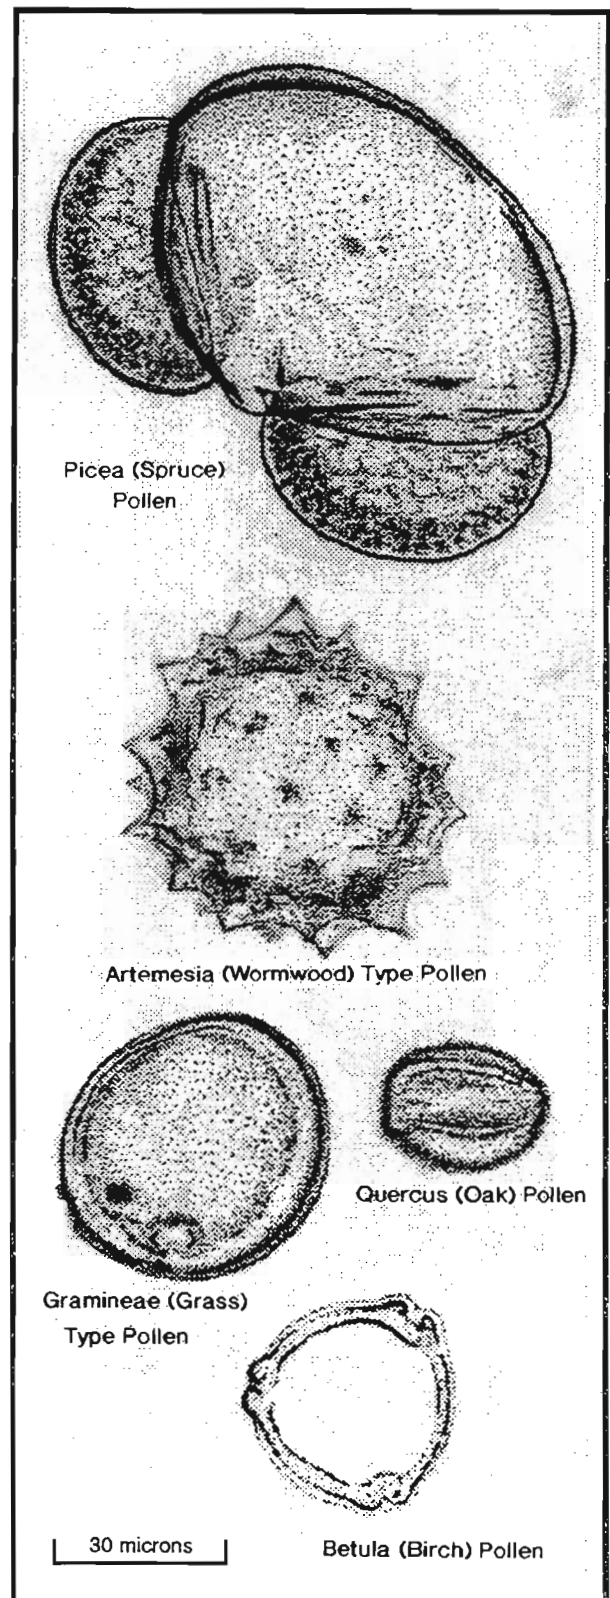 Picea (Spruce)
Pollen
Artemesia (Wormwood) Type Pollen
Quercus (Oak) Pollen
Gramineae (Grass)
Type Pollen
30 microns
Betula (Birch) Pollen